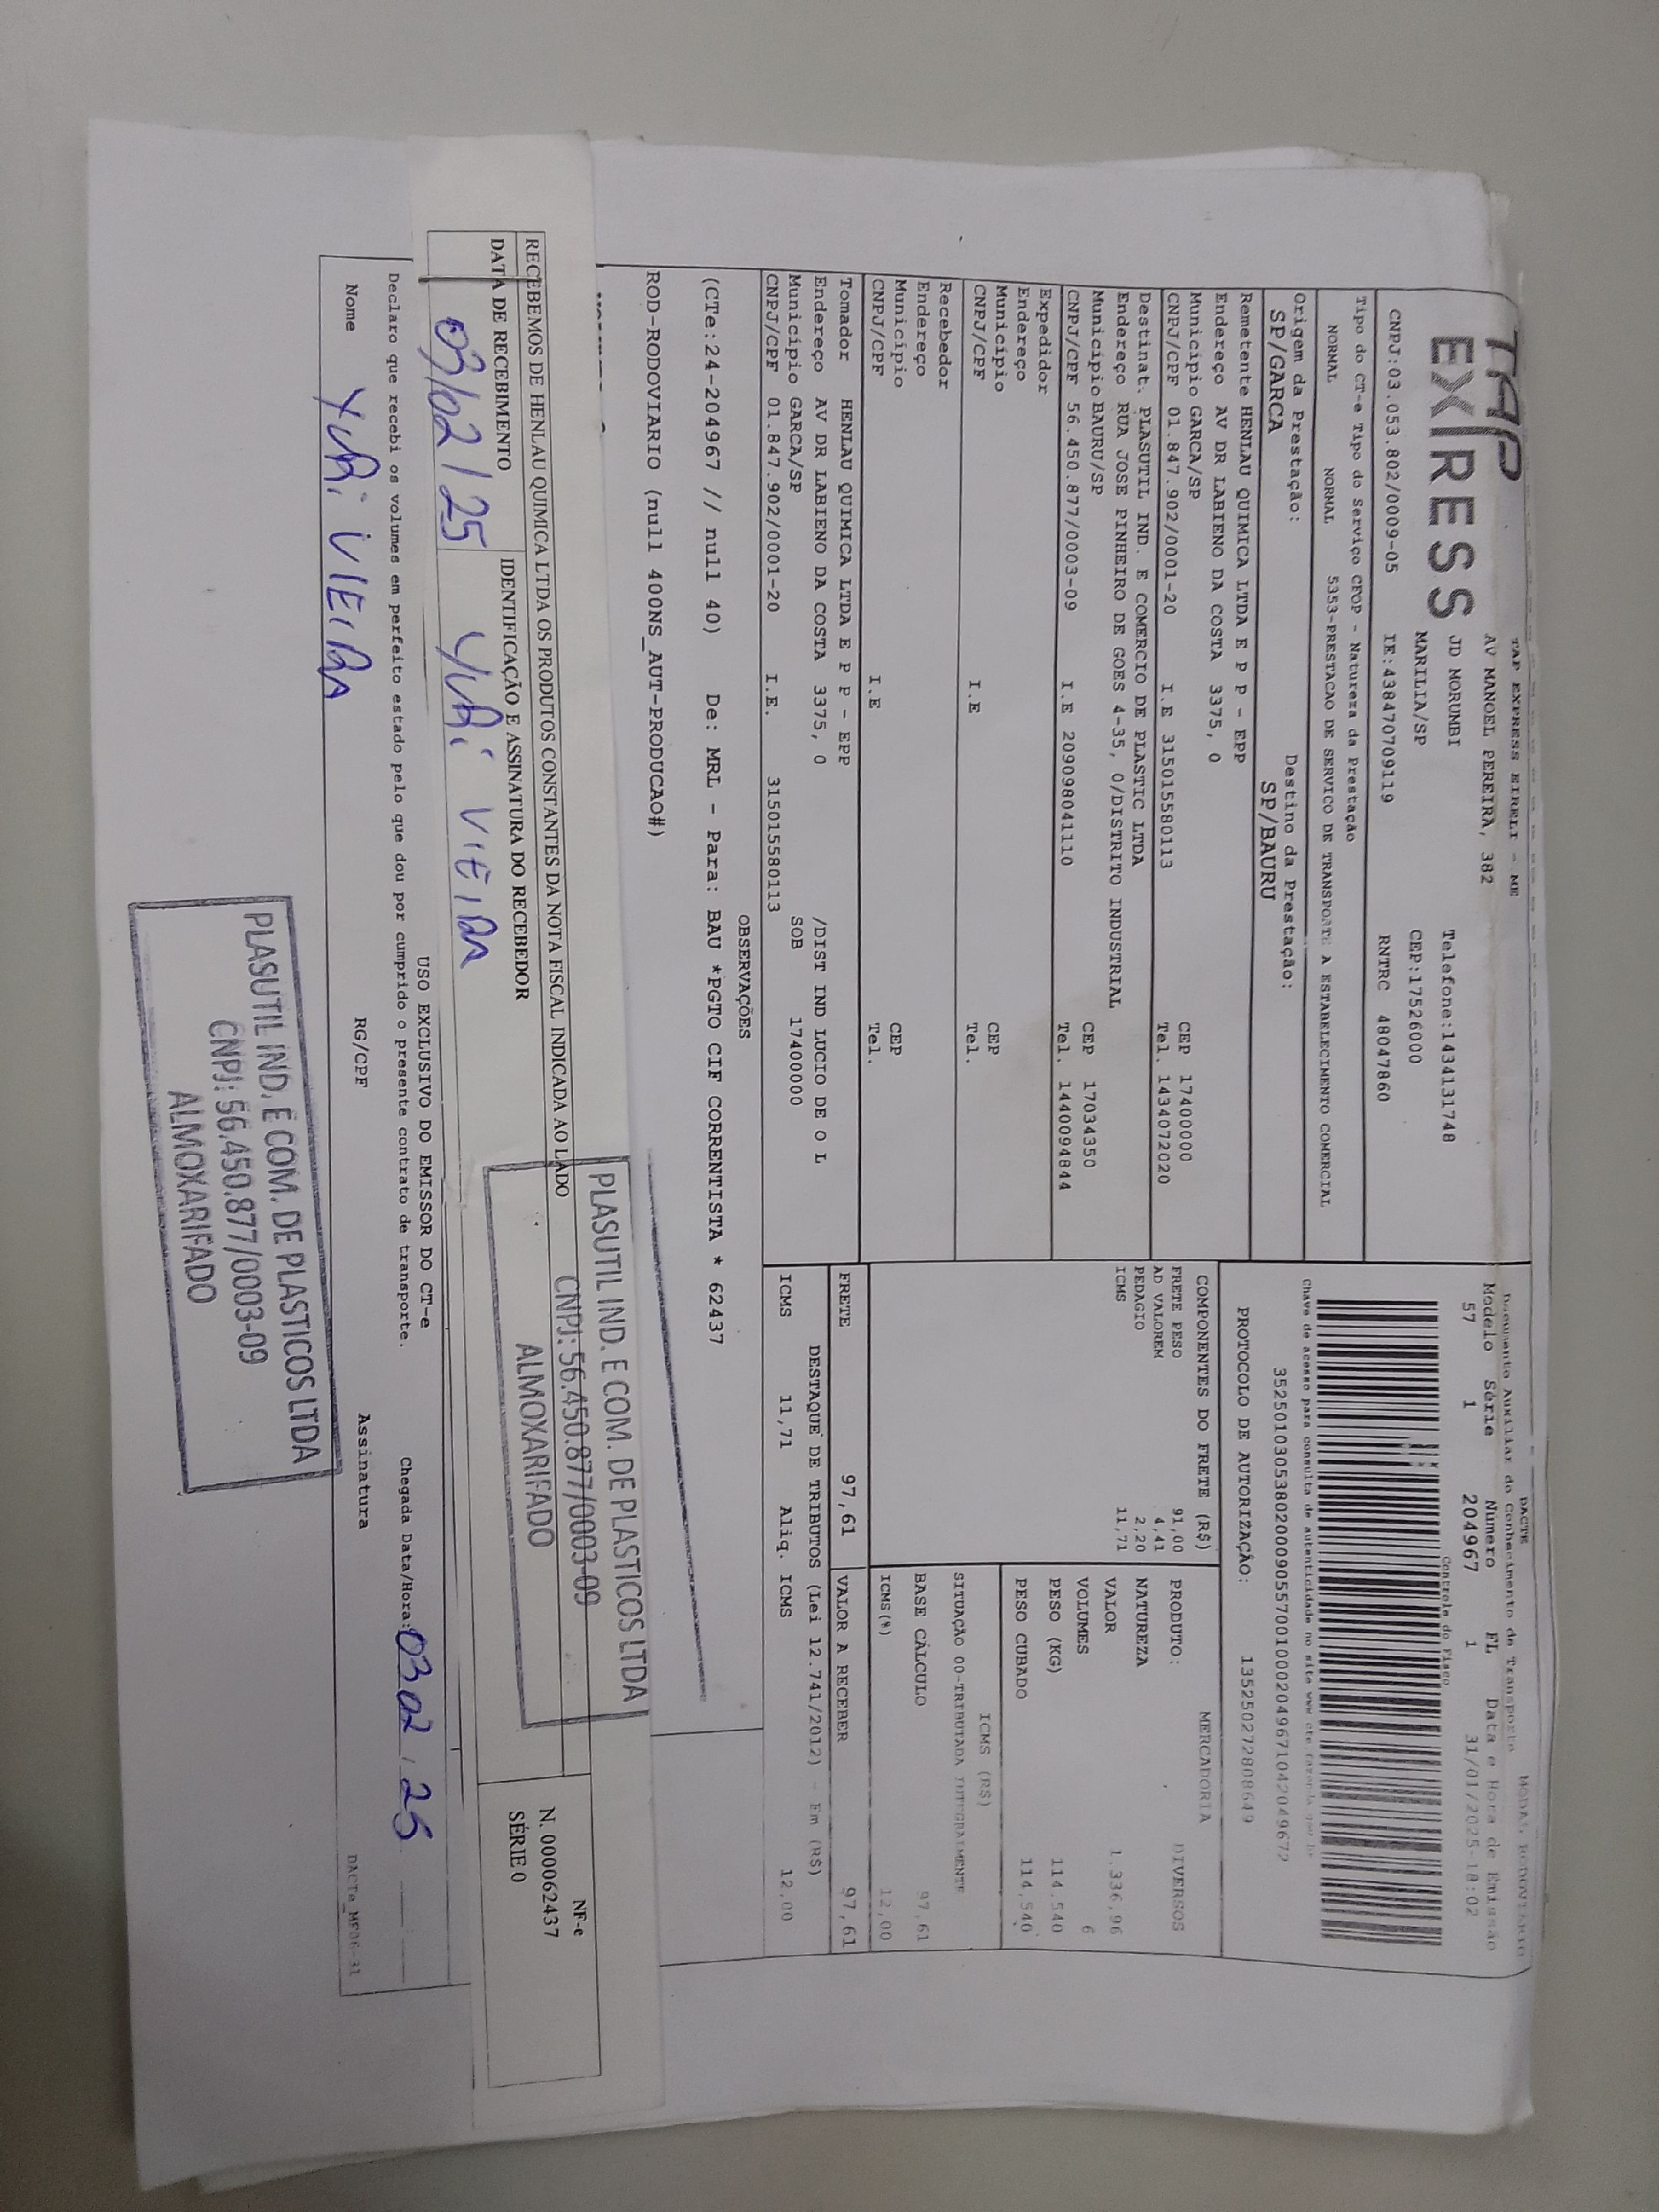 TAP
EXPRESS
TAP EXPRESS EIRELI - ME
AV MANOEL PEREIRA, 382
JD MORUMBI Telefone:1434131748
MARILIA/SP CEP:17526000
CNPJ:03.053.802/0009-05 IE:438470709119 RNTRC 48047860
DACTE
Documento Auxiliar do Conhecimento de Transporte
MODAL RODOVIARIO
Modelo Série Numero FL Data e Hora de Emissão
57 1 204967 1 31/01/2025-18:02
Controle do Fisco
Tipo do CT-e Tipo do Serviço CFOP - Natureza da Prestação
NORMAL NORMAL 5353-PRESTACAO DE SERVICO DE TRANSPORTE A ESTABELECIMENTO COMERCIAL
Chave de acesso para consulta de autenticidade no site www
Origem da Prestação: Destino da Prestação:
SP/GARCA SP/BAURU
PROTOCOLO DE AUTORIZAÇÃO:
Remetente HENLAU QUIMICA LTDA E P P - EPP
Endereço AV DR LABIENO DA COSTA 3375, 0
Município GARCA/SP CEP 17400000
CNPJ/CPF 01.847.902/0001-20 I.E 315015580113 Tel. 1434072020
Destinat. PLASUTIL IND. E COMERCIO DE PLASTIC LTDA
Endereço RUA JOSE PINHEIRO DE GOES 4-35, 0/DISTRITO INDUSTRIAL
Município BAURU/SP CEP 17034350
CNPJ/CPF 56.450.877/0003-09 I.E 209098041110 Tel. 1440094844
Expedidor
Endereço
Município CEP
CNPJ/CPF I.E Tel.
Recebedor
Endereço
Município CEP
CNPJ/CPF I.E Tel.
COMPONENTES DO FRETE (R$)
FRETE PESO 91,00
AD VALOREM 4,41
PEDAGIO 2,20
ICMS 11,71
MERCADORIA
PRODUTO: DIVERSOS
NATUREZA
VALOR 1.336,96
VOLUMES 6
PESO (KG) 114.540
PESO CUBADO 114,540
ICMS (R$)
SITUAÇÃO 00-TRIBUTADA INTEGRALMENTE
BASE CÁLCULO 97,61
ICMS(%) 12,00
Tomador HENLAU QUIMICA LTDA E P P - EPP
Endereço AV DR LABIENO DA COSTA 3375, 0 /DIST IND LUCIO DE O L
Município GARCA/SP SOB 17400000
CNPJ/CPF 01.847.902/0001-20 I.E. 315015580113
FRETE 97,61 VALOR A RECEBER 97,61
DESTAQUE DE TRIBUTOS (Lei 12.741/2012) - Em (R$)
ICMS 11,71 Aliq. ICMS 12,00
OBSERVAÇÕES
(CTe:24-204967 // null 40) De: MRL - Para: BAU *PGTO CIF CORRENTISTA * 62437
ROD-RODOVIARIO (null 400NS_AUT-PRODUCAO#)
RECEBEMOS DE HENLAU QUIMICA LTDA OS PRODUTOS CONSTANTES DA NOTA FISCAL INDICADA AO LADO
DATA DE RECEBIMENTO IDENTIFICAÇÃO E ASSINATURA DO RECEBEDOR
03/02/25 YURi VIEIRA
PLASUTIL IND. E COM. DE PLASTICOS LTDA
CNPJ: 56.450.877/0003-09
ALMOXARIFADO
NF-e
N. 000062437
SÉRIE 0
USO EXCLUSIVO DO EMISSOR DO CT-e
Declaro que recebi os volumes em perfeito estado pelo que dou por cumprido o presente contrato de transporte. Chegada Data/Hora: 03 02 / 25
Nome YURi VIEIRA RG/CPF Assinatura
PLASUTIL IND. E COM. DE PLASTICOS LTDA
CNPJ: 56.450.877/0003-09
ALMOXARIFADO